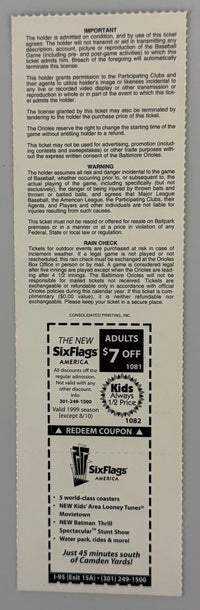 IMPORTANT
The holder is admitted on condition, and by use of this ticket
agrees: The holder will not transmit or aid in transmitting any
description, account, picture or reproduction of the Baseball
Game (including pre- and post-game activities) to which this
ticket admits him. Breach of the foregoing will automatically
terminate this license.
This holder grants permission to the Participating Clubs and
their agents to utilize holder's image or likeness incidental to
any live or recorded video display or other transmission or
reproduction in whole or in part of the event to which this tick-
et admits the holder.
The license granted by this ticket may also be terminated by
tendering to the holder the purchase price of this ticket.
The Orioles reserve the right to change the starting time of the
game without entitling holder to a refund.
This ticket may not be used for advertising, promotion (includ-
ing contests and sweepstakes) or other trade purposes with-
out the express written consent of the Baltimore Orioles.
WARNING
The holder assumes all risk and danger incidental to the game
of Baseball, whether occurring prior to, or subsequent to, the
actual playing of the game, including specifically (but not
exclusively), the danger of being injured by thrown bats and
thrown or batted balls, and agrees that Major League
Baseball, the American League, the Participating Clubs, their
Agents, and Players and other individuals are not liable for
injuries resulting from such causes.
This ticket must not be resold or offered for resale on Ballpark
premises or in a manner or at a price in violation of any
Federal, State or local law or regulation.
RAIN CHECK
Tickets for outdoor events are purchased at risk in case of
inclement weather. If a legal game is not played or not
rescheduled, this rain check must be exchanged at the Orioles
Box Office in person or by mail. A game is considered legal
after five innings are played except when the Orioles are lead-
ing after 4 1/2 innings. The Baltimore Orioles will not be
responsible for mailed tickets not received. Tickets are
exchangeable or refundable only in accordance with official
Orioles policies during this calendar year. If this ticket is com-
plimentary ($0.00 value), it is neither refundable nor
exchangeable. Please keep your ticket in a secure place.
CONSOLIDATED PRINTING, INC.
THE NEW
SixFlags®
AMERICA
All discounts off the
regular admission.
Not valid with any
other discount.
Info:
301-249-1500
Valid 1999 season
(except 8/10)
ADULTS
$7 OFF
1081
Kids
Always
1/2 Price
1082
▲ REDEEM COUPON ▲
SixFlags®
AMERICA
• 5 world-class coasters
• NEW Kids' Area Looney Tunes®
Movietown
• NEW Batman Thrill
Spectacular™ Stunt Show
• Water park, rides & more!
Just 45 minutes south
of Camden Yards!
I-95 (Exit 15A) • (301) 249-1500